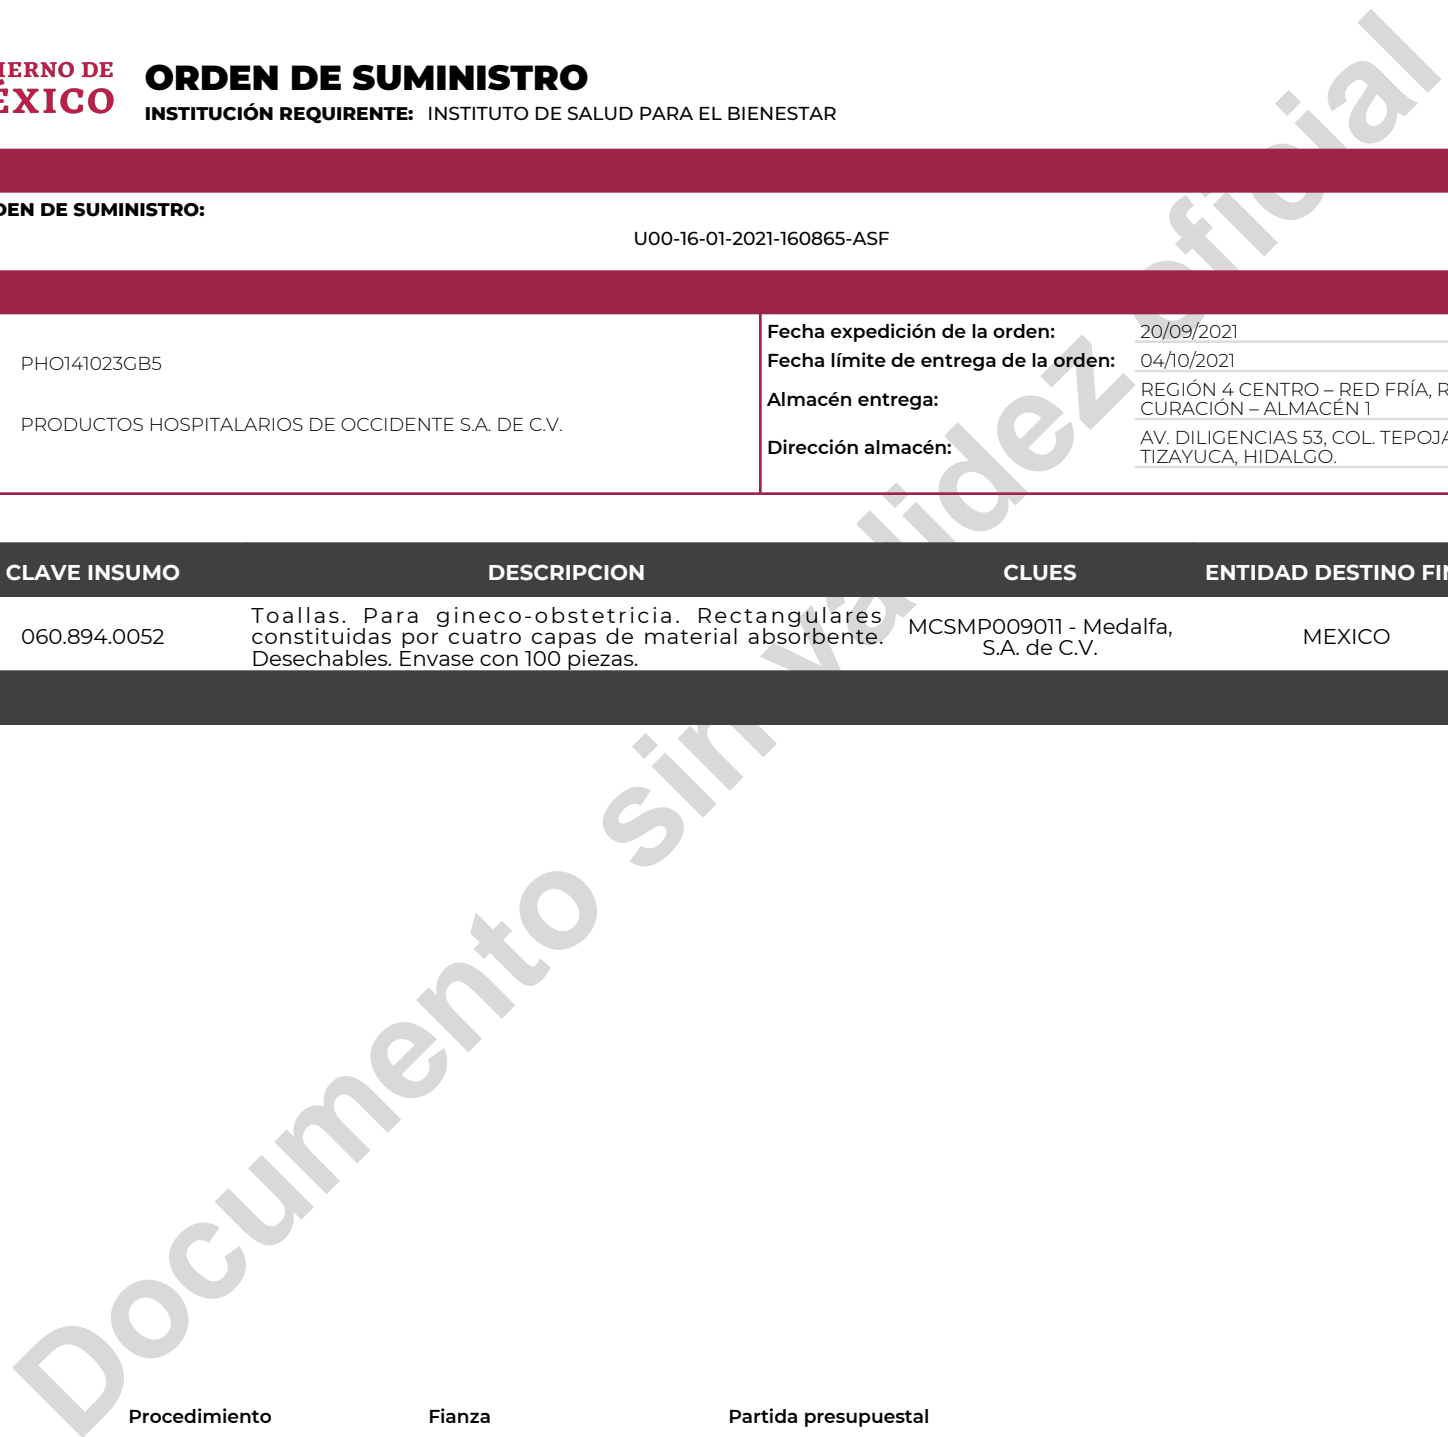 IERNO DE
ÉXICO
ORDEN DE SUMINISTRO
INSTITUCIÓN REQUIRENTE: INSTITUTO DE SALUD PARA EL BIENESTAR
DEN DE SUMINISTRO:
U00-16-01-2021-160865-ASF
PHO141023GB5
PRODUCTOS HOSPITALARIOS DE OCCIDENTE S.A. DE C.V.
Fecha expedición de la orden: 20/09/2021
Fecha límite de entrega de la orden: 04/10/2021
Almacén entrega: REGIÓN 4 CENTRO – RED FRÍA, R
CURACIÓN – ALMACÉN 1
Dirección almacén: AV. DILIGENCIAS 53, COL. TEPOJA
TIZAYUCA, HIDALGO.
CLAVE INSUMO DESCRIPCION CLUES ENTIDAD DESTINO FIN
060.894.0052
Toallas. Para gineco-obstetricia. Rectangulares
constituidas por cuatro capas de material absorbente.
Desechables. Envase con 100 piezas.
MCSMP009011 - Medalfa,
S.A. de C.V.
MEXICO
Documento sin validez oficial
Procedimiento Fianza Partida presupuestal